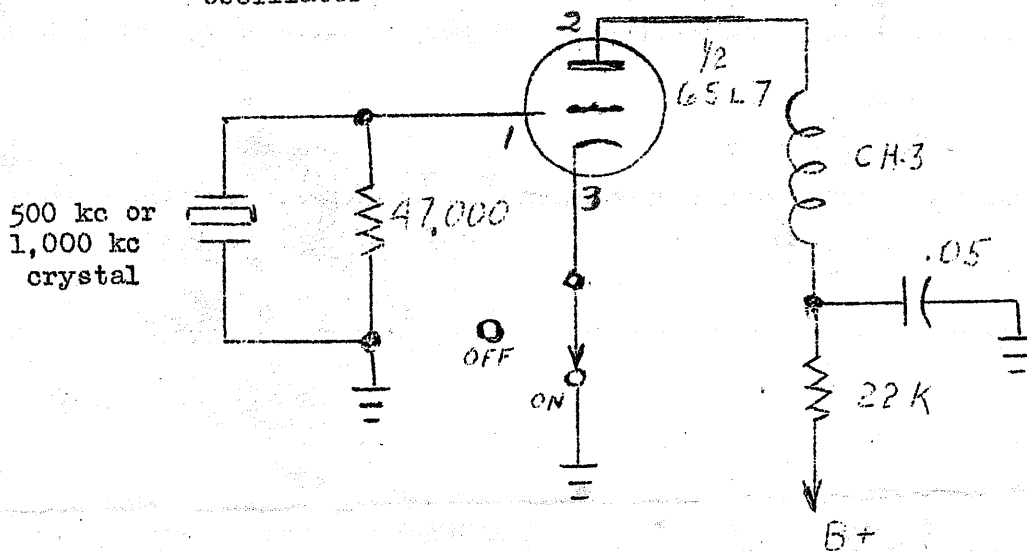 oscillator
2
1/2
6SL7
1
3
CH.3
500 kc or
1,000 kc
crystal
47,000
.05
OFF
ON
22K
B+